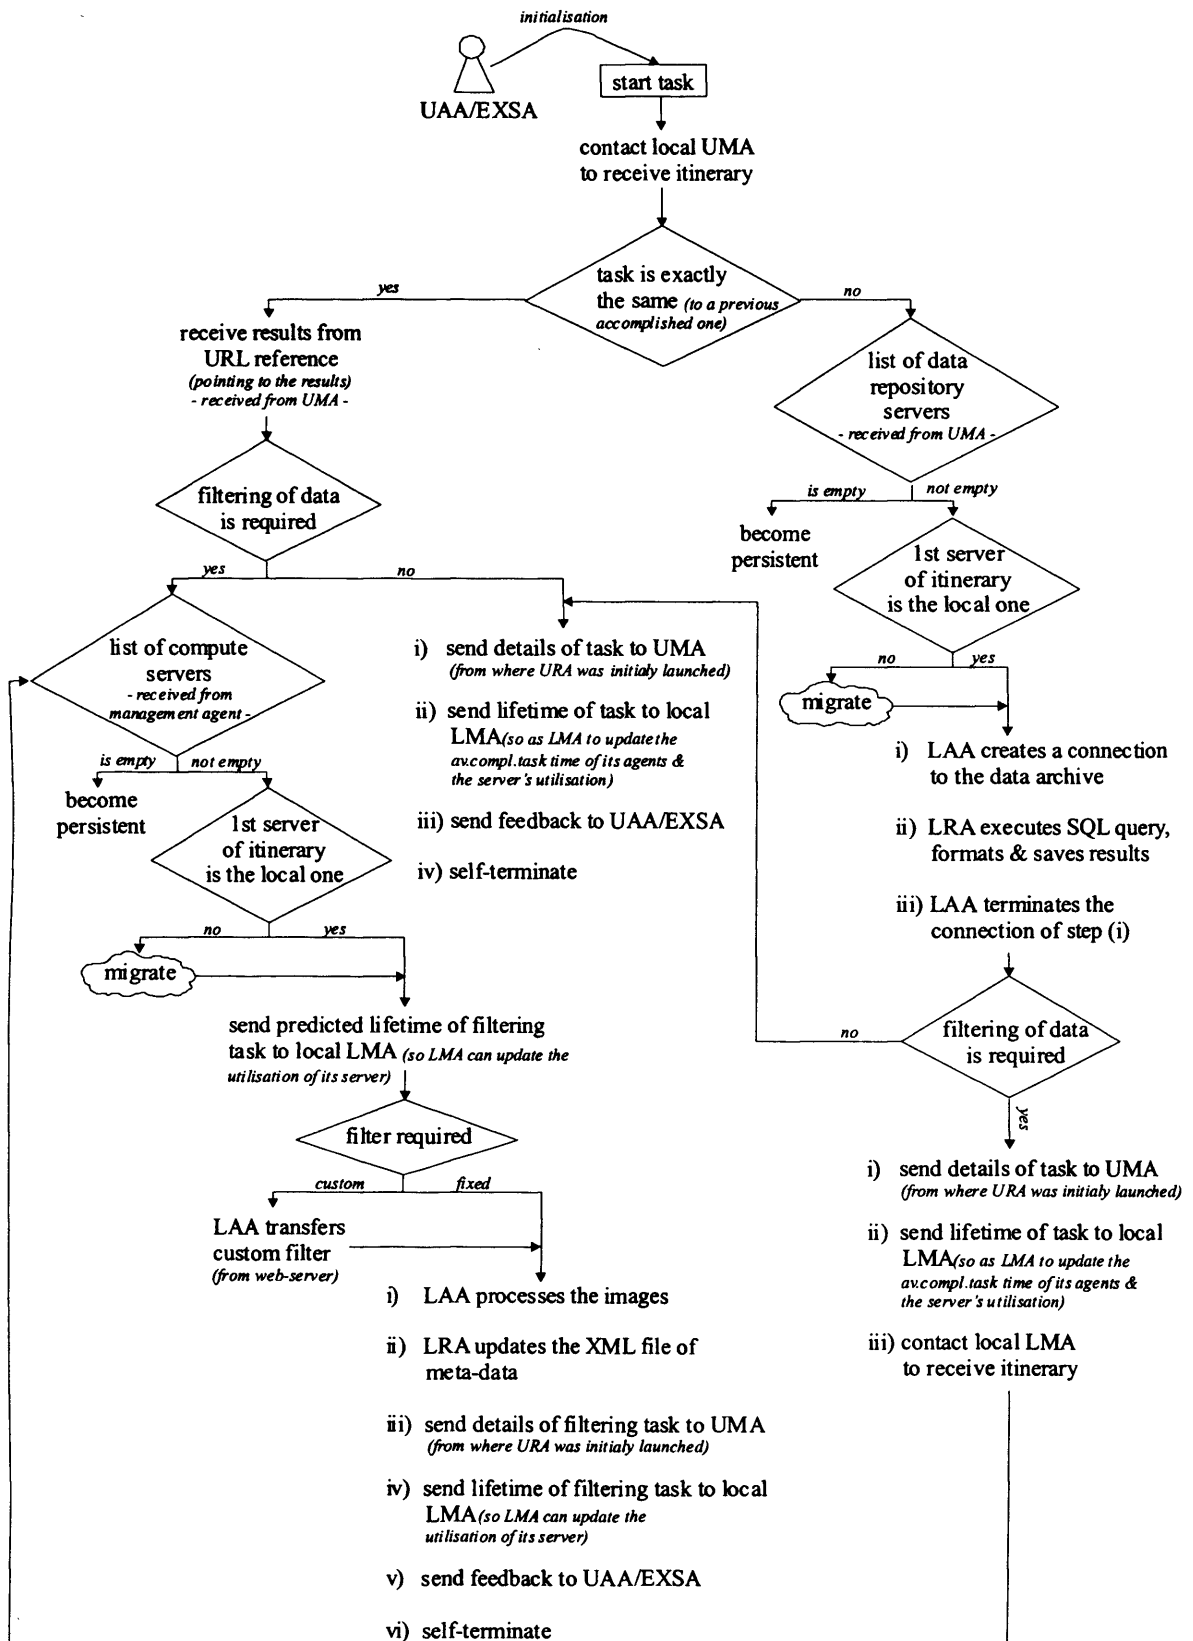 initialisation
start task
UAA/EXSA
contact local UMA
to receive itinerary
task is exactly
the same (to a previous
accomplished one)
yes
no
receive results from
URL reference
(pointing to the results)
- received from UMA -
list of data
repository
servers
- received from UMA -
filtering of data
is required
is empty
not empty
become
persistent
1st server
of itinerary
is the local one
yes
no
list of compute
servers
- received from
management agent -
i) send details of task to UMA
(from where URA was initialy launched)
ii) send lifetime of task to local
LMA(so as LMA to update the
av.compl.task time of its agents &
the server's utilisation)
iii) send feedback to UAA/EXSA
iv) self-terminate
no
yes
migrate
i) LAA creates a connection
to the data archive
ii) LRA executes SQL query,
formats & saves results
iii) LAA terminates the
connection of step (i)
is empty
not empty
become
persistent
1st server
of itinerary
is the local one
no
yes
migrate
filtering of data
is required
no
yes
send predicted lifetime of filtering
task to local LMA (so LMA can update the
utilisation of its server)
filter required
custom
fixed
LAA transfers
custom filter
(from web-server)
i) LAA processes the images
ii) LRA updates the XML file of
meta-data
iii) send details of filtering task to UMA
(from where URA was initialy launched)
iv) send lifetime of filtering task to local
LMA(so LMA can update the
utilisation of its server)
v) send feedback to UAA/EXSA
vi) self-terminate
i) send details of task to UMA
(from where URA was initialy launched)
ii) send lifetime of task to local
LMA(so as LMA to update the
av.compl.task time of its agents &
the server's utilisation)
iii) contact local LMA
to receive itinerary